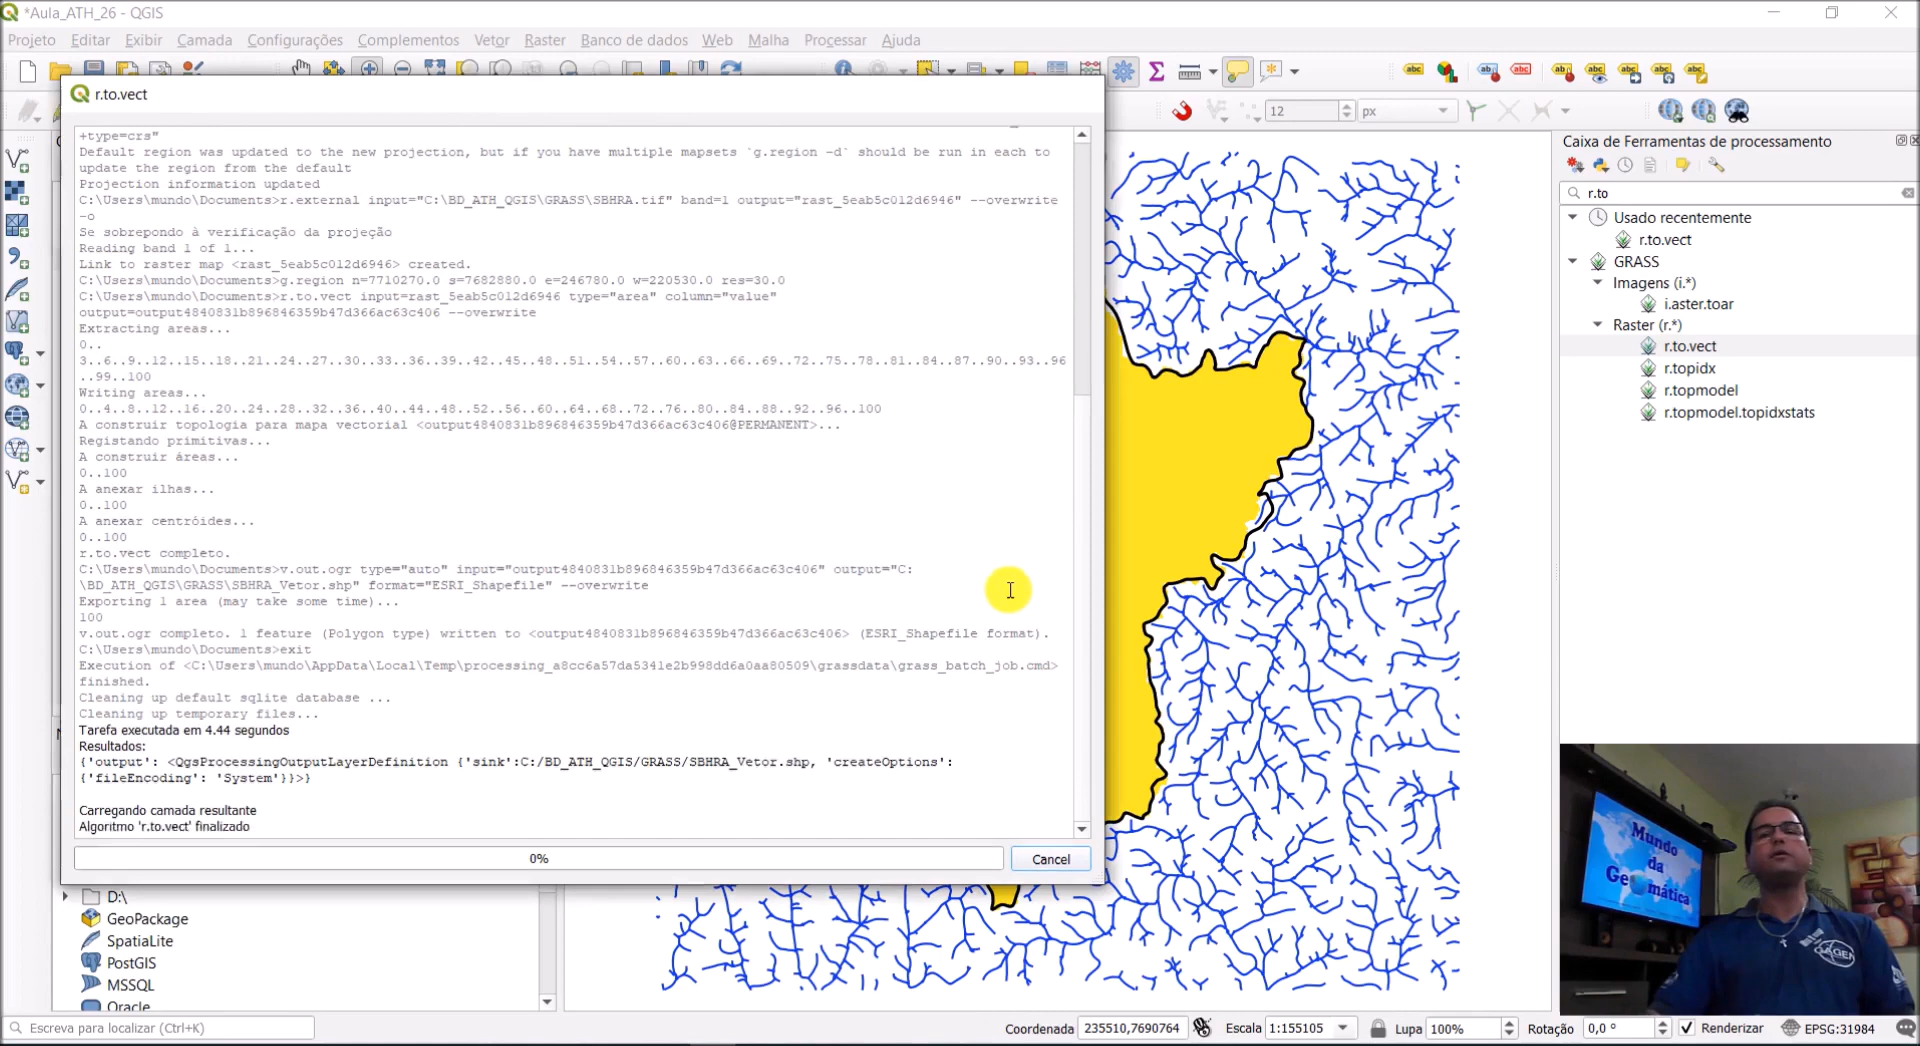 *Aula_ATH_26 - QGIS
Projeto Editar Exibir Camada Configurações Complementos Vetor Raster Banco de dados Web Malha Processar Ajuda
r.to.vect
12 px
+type=crs"
Default region was updated to the new projection, but if you have multiple mapsets `g.region -d` should be run in each to
update the region from the default
Projection information updated
C:\Users\mundo\Documents>r.external input="C:\BD_ATH_QGIS\GRASS\SBHRA.tif" band=1 output="rast_5eab5c012d6946" --overwrite
-o
Se sobrepondo à verificação da projeção
Reading band 1 of 1...
Link to raster map <rast_5eab5c012d6946> created.
C:\Users\mundo\Documents>g.region n=7710270.0 s=7682880.0 e=246780.0 w=220530.0 res=30.0
C:\Users\mundo\Documents>r.to.vect input=rast_5eab5c012d6946 type="area" column="value"
output=output4840831b896846359b47d366ac63c406 --overwrite
Extracting areas...
0..
3..6..9..12..15..18..21..24..27..30..33..36..39..42..45..48..51..54..57..60..63..66..69..72..75..78..81..84..87..90..93..96
..99..100
Writing areas...
0..4..8..12..16..20..24..28..32..36..40..44..48..52..56..60..64..68..72..76..80..84..88..92..96..100
A construir topologia para mapa vectorial <output4840831b896846359b47d366ac63c406@PERMANENT>...
Registando primitivas...
A construir áreas...
0..100
A anexar ilhas...
0..100
A anexar centróides...
0..100
r.to.vect completo.
C:\Users\mundo\Documents>v.out.ogr type="auto" input="output4840831b896846359b47d366ac63c406" output="C:
\BD_ATH_QGIS\GRASS\SBHRA_Vetor.shp" format="ESRI_Shapefile" --overwrite
Exporting 1 area (may take some time)...
100
v.out.ogr completo. 1 feature (Polygon type) written to <output4840831b896846359b47d366ac63c406> (ESRI_Shapefile format).
C:\Users\mundo\Documents>exit
Execution of <C:\Users\mundo\AppData\Local\Temp\processing_a8cc6a57da5341e2b998dd6a0aa80509\grassdata\grass_batch_job.cmd>
finished.
Cleaning up default sqlite database ...
Cleaning up temporary files...
Tarefa executada em 4.44 segundos
Resultados:
{'output': <QgsProcessingOutputLayerDefinition {'sink':C:/BD_ATH_QGIS/GRASS/SBHRA_Vetor.shp, 'createOptions':
{'fileEncoding': 'System'}}>}
Carregando camada resultante
Algoritmo 'r.to.vect' finalizado
0%
Cancel
D:\
GeoPackage
SpatiaLite
PostGIS
MSSQL
Oracle
Caixa de Ferramentas de processamento
r.to
Usado recentemente
r.to.vect
GRASS
Imagens (i.*)
i.aster.toar
Raster (r.*)
r.to.vect
r.topidx
r.topmodel
r.topmodel.topidxstats
Mundo
da
Geomática
Escreva para localizar (Ctrl+K)
Coordenada 235510,7690764 Escala 1:155105 Lupa 100% Rotação 0,0 ° Renderizar EPSG:31984